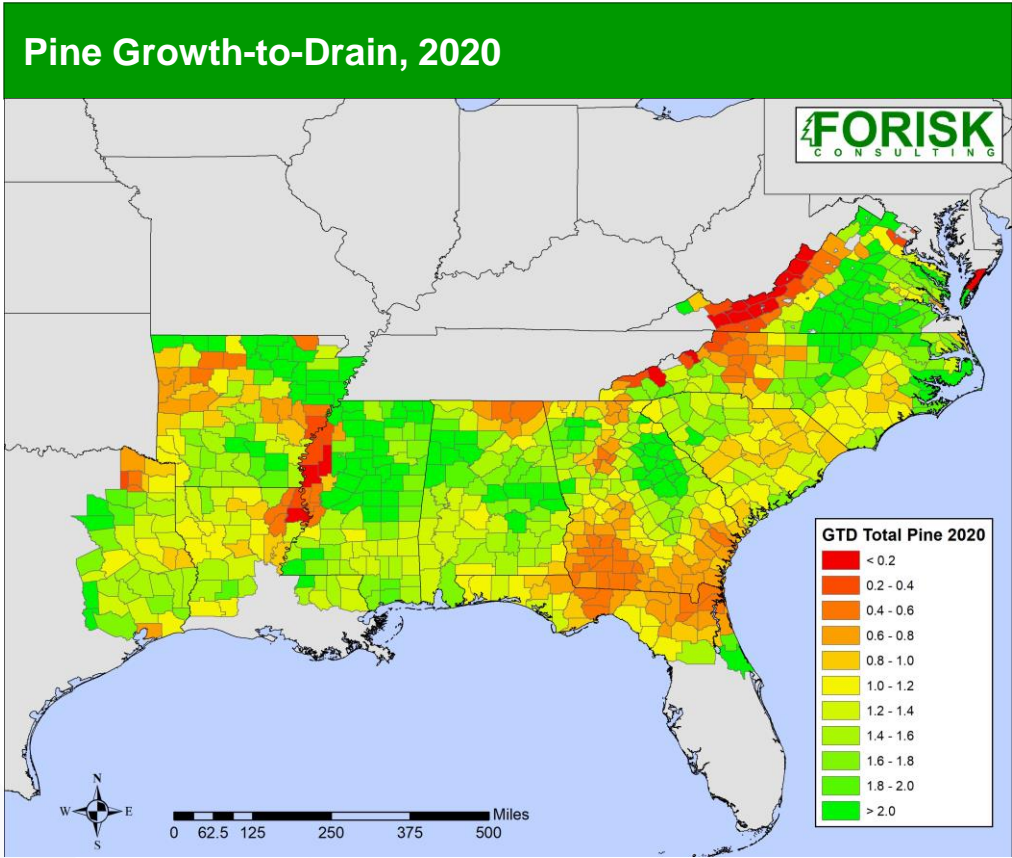 Pine Growth-to-Drain, 2020
FORISK
CONSULTING
GTD Total Pine 2020
< 0.2
0.2 - 0.4
0.4 - 0.6
0.6 - 0.8
0.8 - 1.0
1.0 - 1.2
1.2 - 1.4
1.4 - 1.6
1.6 - 1.8
1.8 - 2.0
> 2.0
N
W E
S
Miles
0 62.5 125 250 375 500